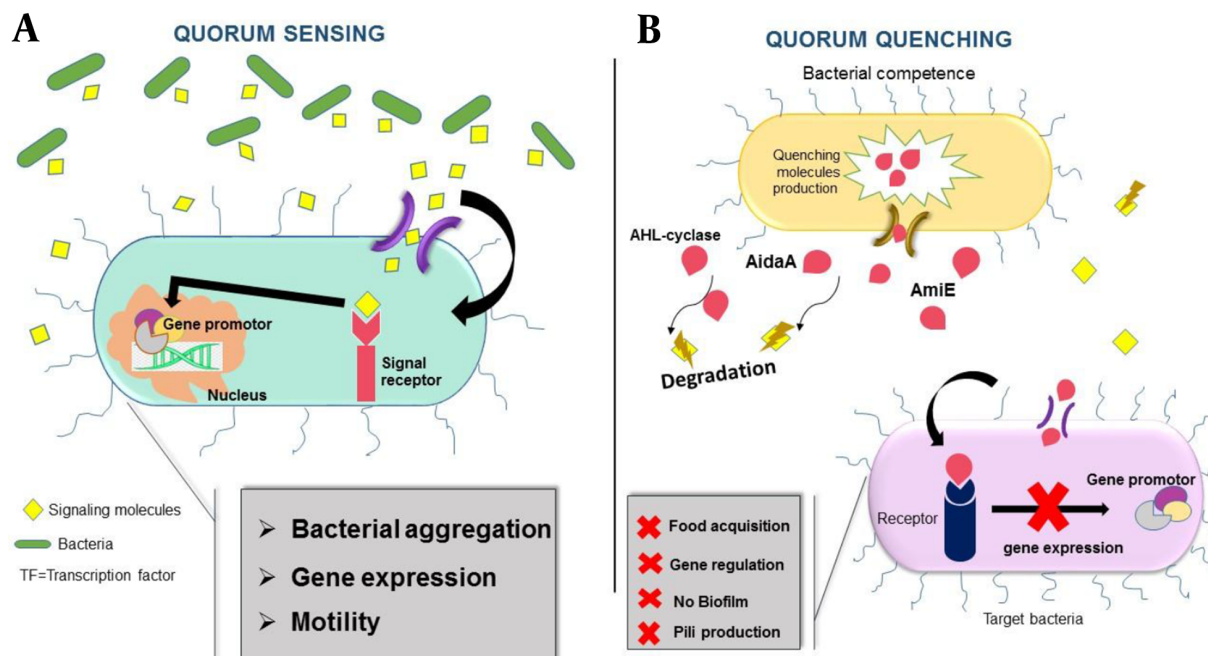 A
QUORUM SENSING
Gene promotor
Nucleus
Signal
receptor
Signaling molecules
Bacteria
TF=Transcription factor
➢ Bacterial aggregation
➢ Gene expression
➢ Motility
B
QUORUM QUENCHING
Bacterial competence
Quenching
molecules
production
AHL-cyclase
AidaA
AmiE
Degradation
Receptor
Gene promotor
gene expression
Target bacteria
Food acquisition
Gene regulation
No Biofilm
Pili production